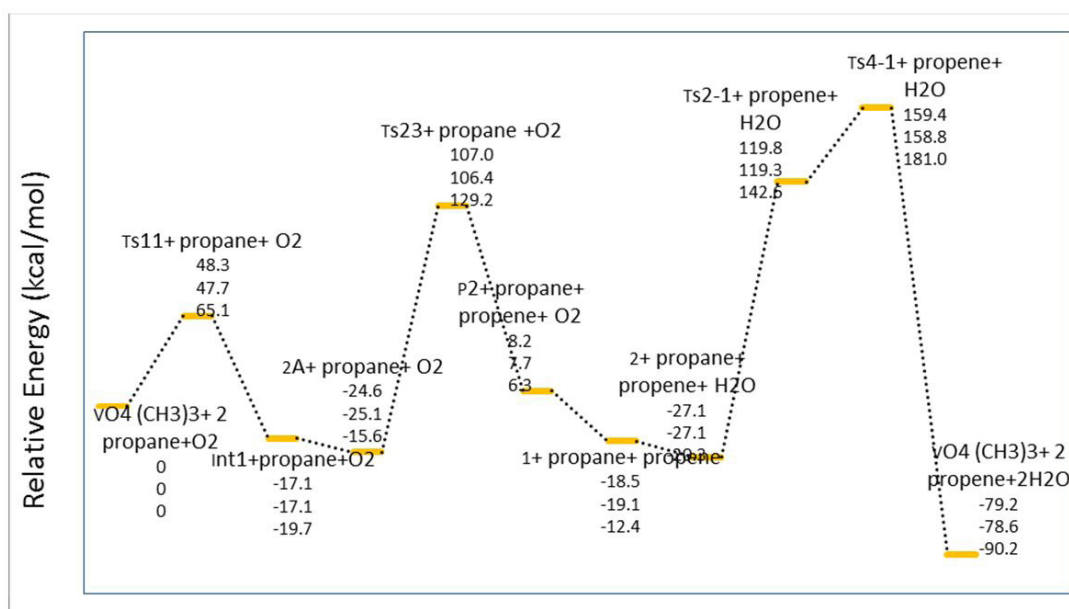 Relative Energy (kcal/mol)
VO4 (CH3)3+ 2
propane+O2
0
0
0
Ts11+ propane+ O2
48.3
47.7
65.1
Int1+propane+O2
-17.1
-17.1
-19.7
2A+ propane+ O2
-24.6
-25.1
-15.6
Ts23+ propane +O2
107.0
106.4
129.2
P2+ propane+
propene+ O2
8.2
7.7
6.3
1+ propane+ propene
-18.5
-19.1
-12.4
2+ propane+
propene+ H2O
-27.1
-27.1
Ts2-1+ propene+
H2O
119.8
119.3
142.6
Ts4-1+ propene+
H2O
159.4
158.8
181.0
VO4 (CH3)3+ 2
propene+2H2O
-79.2
-78.6
-90.2